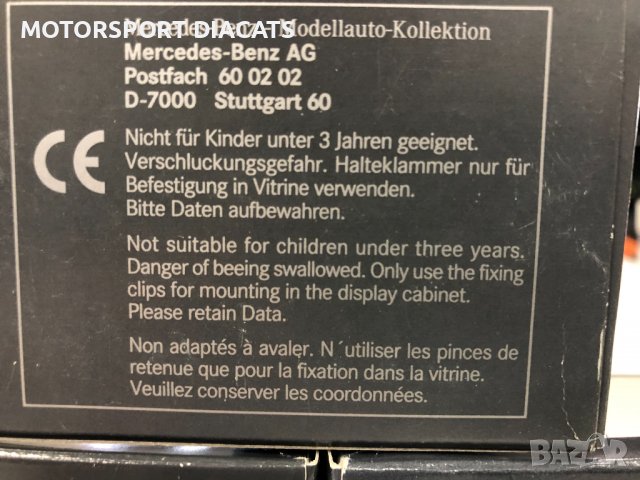 MOTORSPORT DIACATS
Mercedes-Benz Modellauto-Kollektion
Mercedes-Benz AG
Postfach 60 02 02
D-7000 Stuttgart 60
CE
Nicht für Kinder unter 3 Jahren geeignet.
Verschluckungsgefahr. Halteklammer nur für
Befestigung in Vitrine verwenden.
Bitte Daten aufbewahren.
Not suitable for children under three years.
Danger of beeing swallowed. Only use the fixing
clips for mounting in the display cabinet.
Please retain Data.
Non adaptés à avaler. N´utiliser les pinces de
retenue que pour la fixation dans la vitrine.
Veuillez conserver les coordonnées.
BAZAR